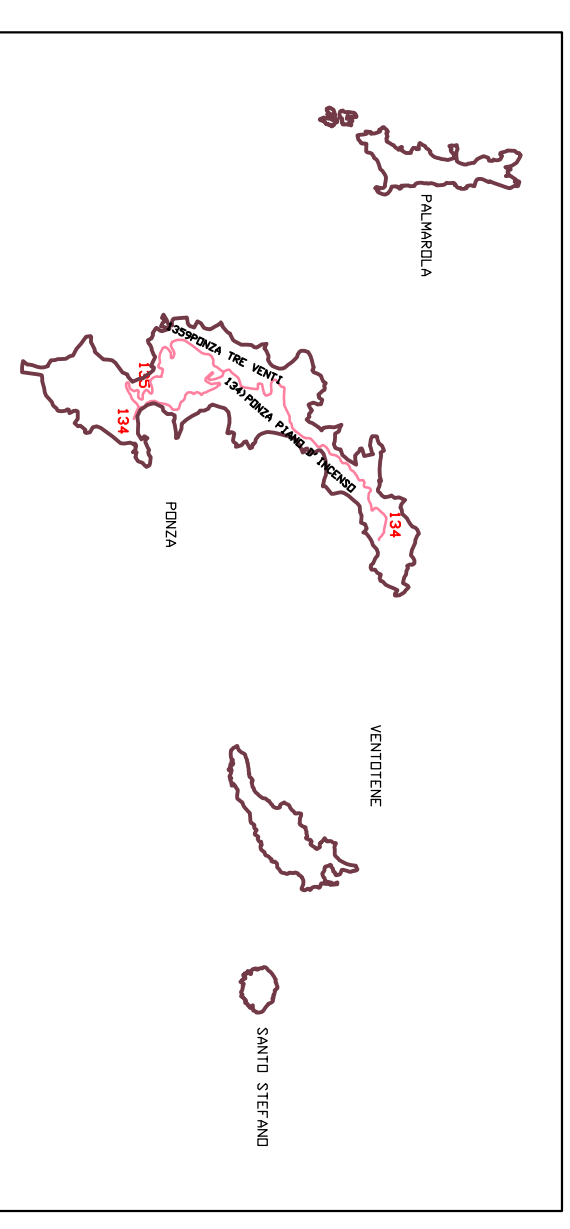 PALMAROLA
1359PONZA TRE VENTI
135
134)PONZA PIANO D'INCENSO
134
134
PONZA
VENTOTENE
SANTO STEFANO